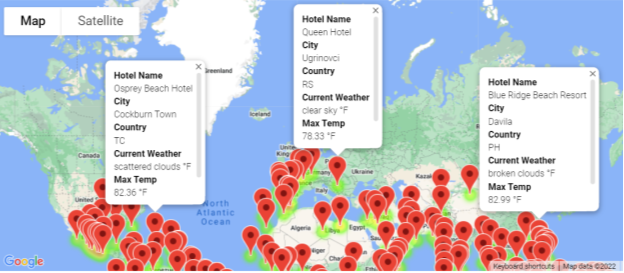 Map Satellite
Hotel Name
Osprey Beach Hotel
City
Cockburn Town
Country
TC
Current Weather
scattered clouds °F
Max Temp
82.36 °F
Hotel Name
Queen Hotel
City
Ugrinovci
Country
RS
Current Weather
clear sky °F
Max Temp
78.33 °F
Hotel Name
Blue Ridge Beach Resort
City
Davila
Country
PH
Current Weather
broken clouds °F
Max Temp
82.99 °F
Greenland
Iceland
Canada
Ukraine
North
Atlantic
Ocean
Algeria
Libya
Egypt
Niger
Google
Keyboard shortcuts
Map data ©2022